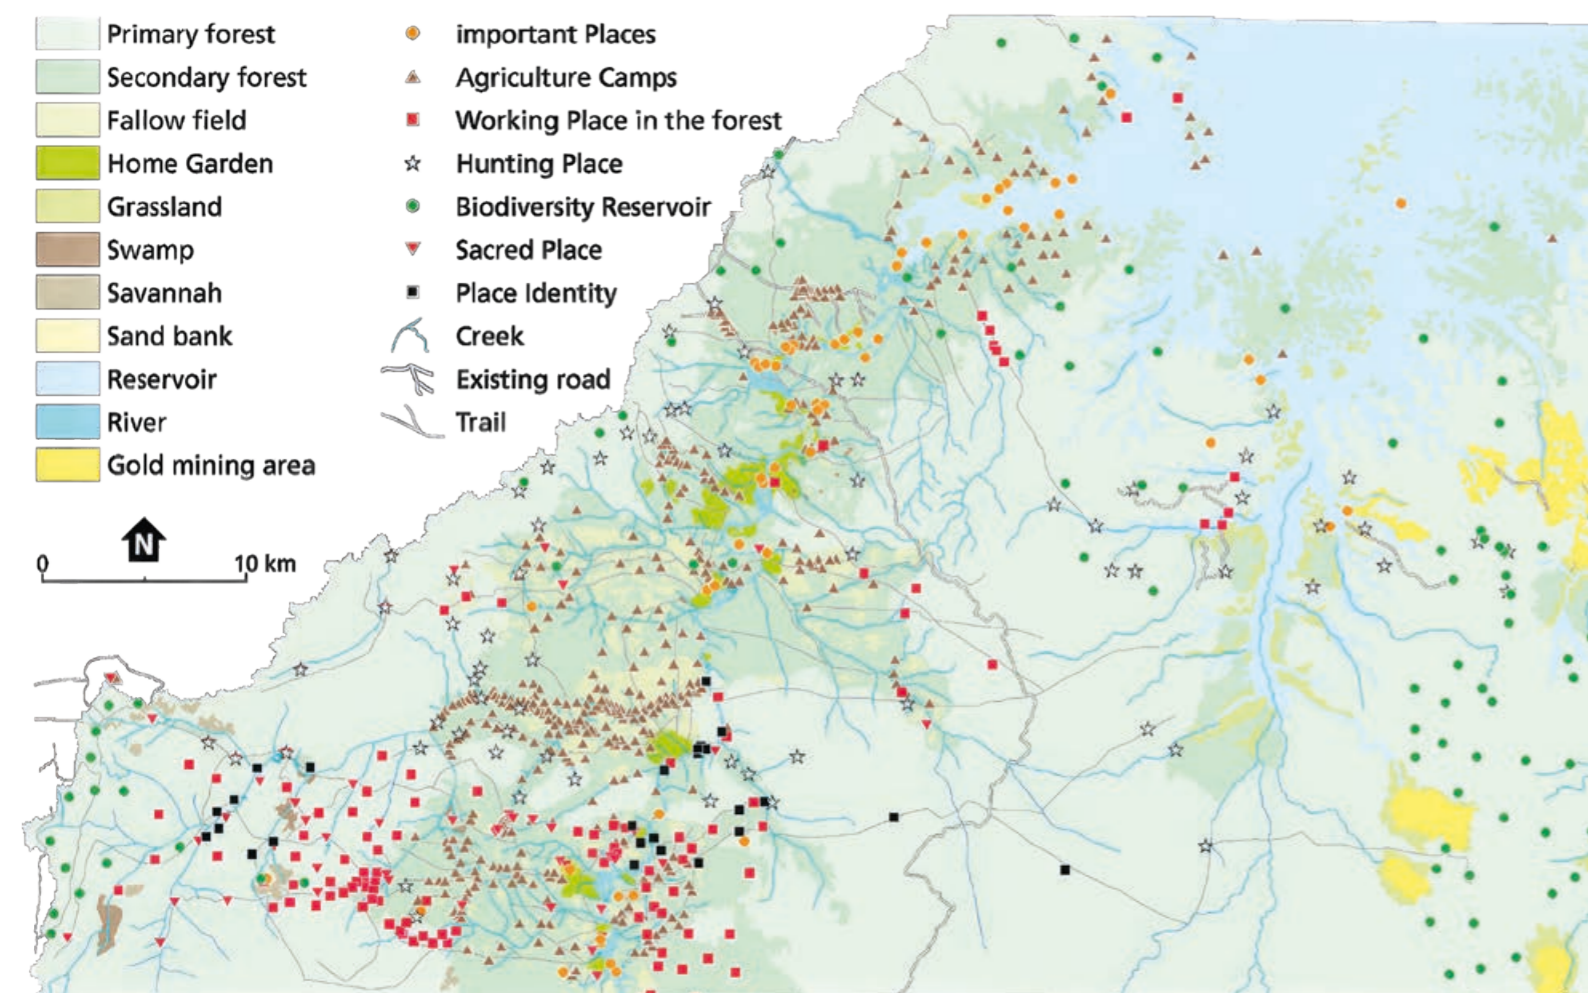 Primary forest
Secondary forest
Fallow field
Home Garden
Grassland
Swamp
Savannah
Sand bank
Reservoir
River
Gold mining area
important Places
Agriculture Camps
Working Place in the forest
Hunting Place
Biodiversity Reservoir
Sacred Place
Place Identity
Creek
Existing road
Trail
N
0 10 km